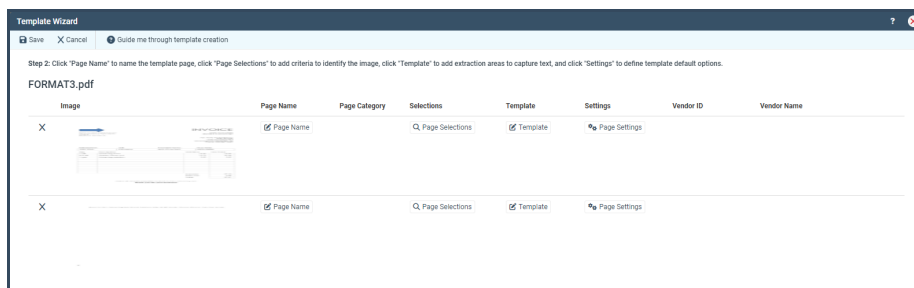 Template Wizard ?
Save Cancel Guide me through template creation
Step 2: Click "Page Name" to name the template page, click "Page Selections" to add criteria to identify the image, click "Template" to add extraction areas to capture text, and click "Settings" to define template default options.
FORMAT3.pdf
Image Page Name Page Category Selections Template Settings Vendor ID Vendor Name
Page Name Page Selections Template Page Settings
INVOICE
Page Name Page Selections Template Page Settings